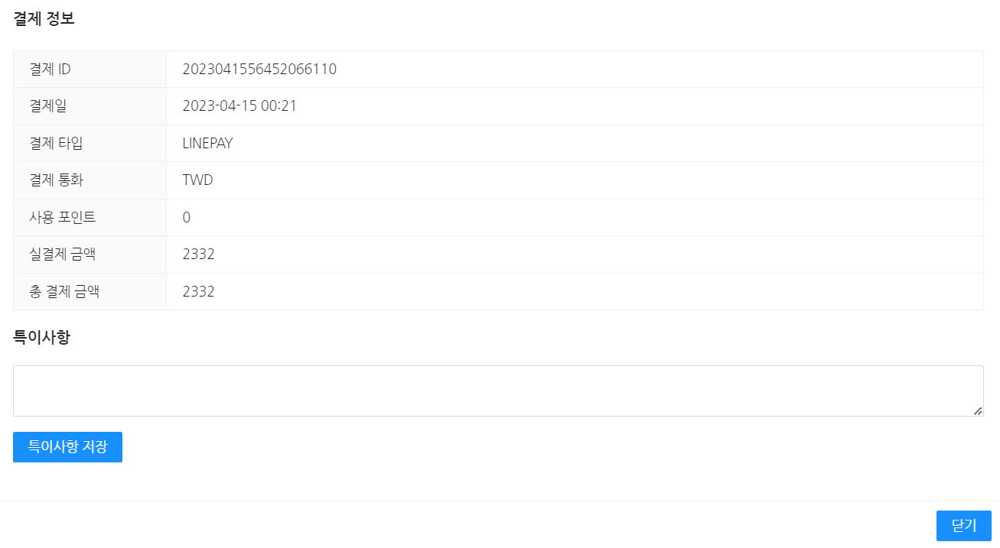 결제 정보
결제 ID 2023041556452066110
결제일 2023-04-15 00:21
결제 타입 LINEPAY
결제 통화 TWD
사용 포인트 0
실결제 금액 2332
총 결제 금액 2332
특이사항
특이사항 저장
닫기